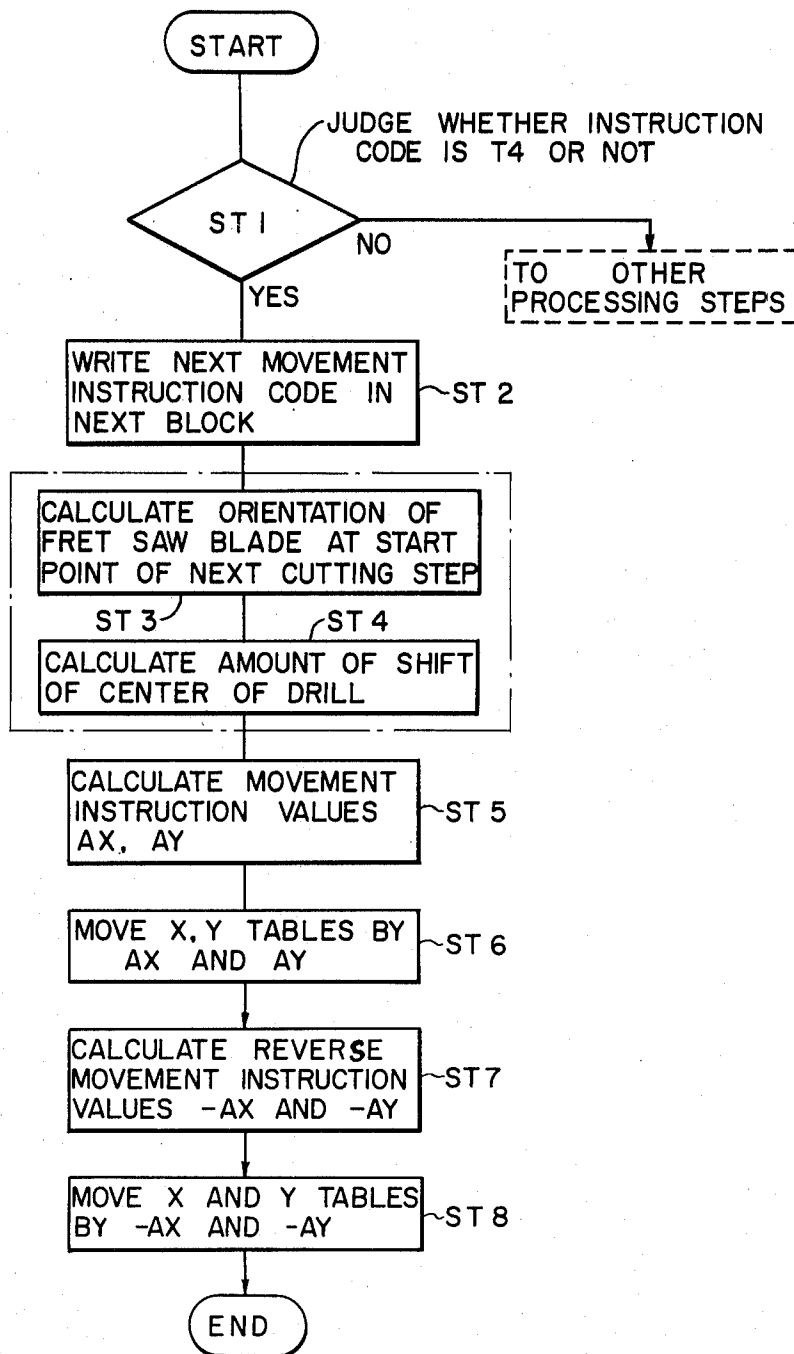 START
JUDGE WHETHER INSTRUCTION
CODE IS T4 OR NOT
ST 1
NO
YES
TO OTHER
PROCESSING STEPS
WRITE NEXT MOVEMENT
INSTRUCTION CODE IN
NEXT BLOCK
ST 2
CALCULATE ORIENTATION OF
FRET SAW BLADE AT START
POINT OF NEXT CUTTING STEP
ST 3
ST 4
CALCULATE AMOUNT OF SHIFT
OF CENTER OF DRILL
CALCULATE MOVEMENT
INSTRUCTION VALUES
AX, AY
ST 5
MOVE X, Y TABLES BY
AX AND AY
ST 6
CALCULATE REVERSE
MOVEMENT INSTRUCTION
VALUES -AX AND -AY
ST 7
MOVE X AND Y TABLES
BY -AX AND -AY
ST 8
END